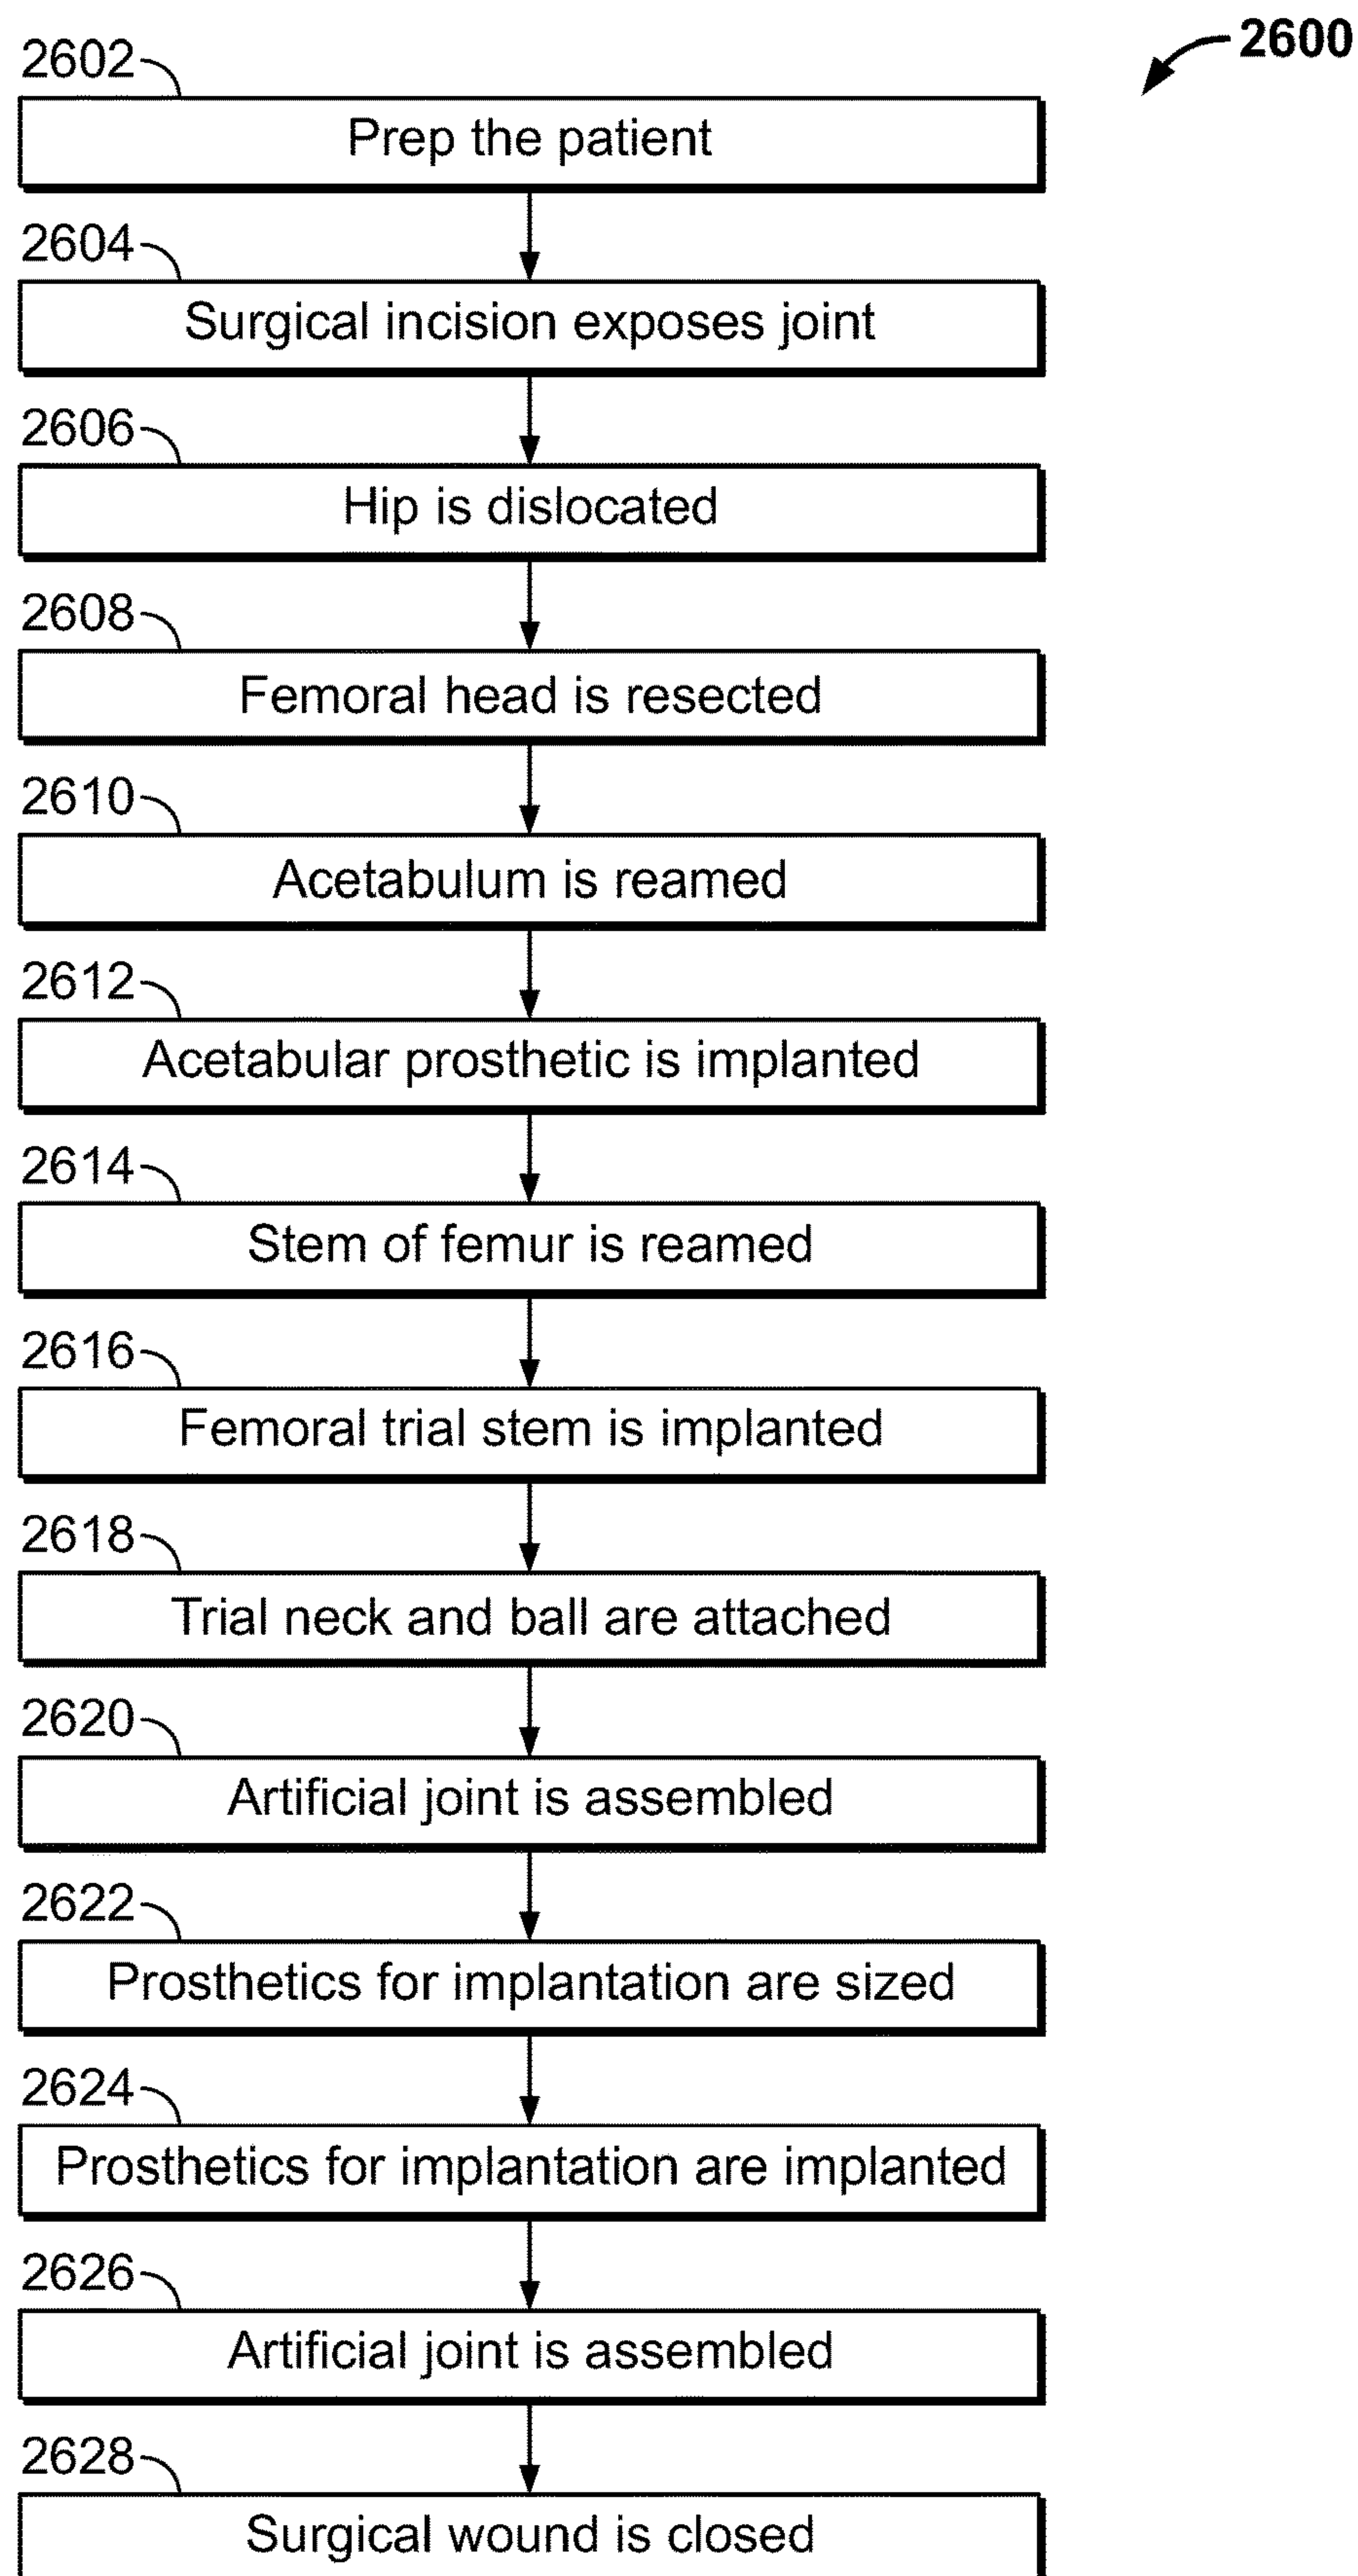 2600
2602
Prep the patient
2604
Surgical incision exposes joint
2606
Hip is dislocated
2608
Femoral head is resected
2610
Acetabulum is reamed
2612
Acetabular prosthetic is implanted
2614
Stem of femur is reamed
2616
Femoral trial stem is implanted
2618
Trial neck and ball are attached
2620
Artificial joint is assembled
2622
Prosthetics for implantation are sized
2624
Prosthetics for implantation are implanted
2626
Artificial joint is assembled
2628
Surgical wound is closed